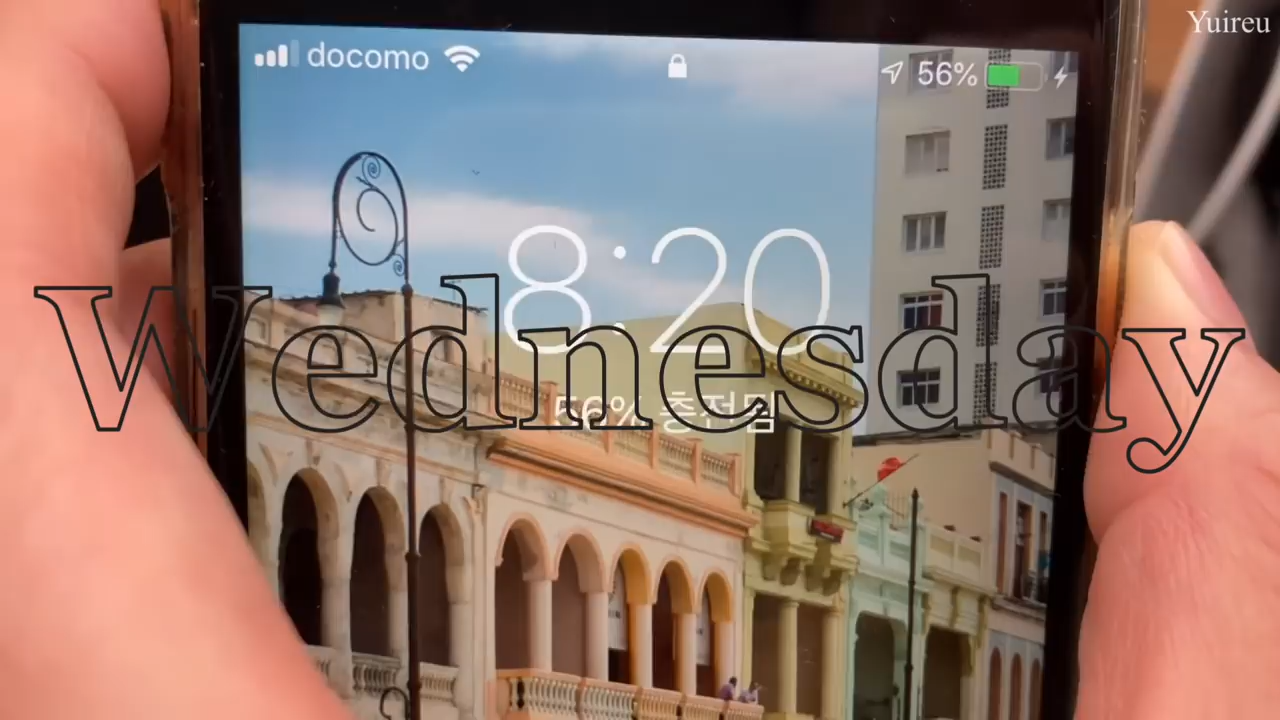 Yuireu
docomo
56%
8:20
Wednesday
56% 충전됨